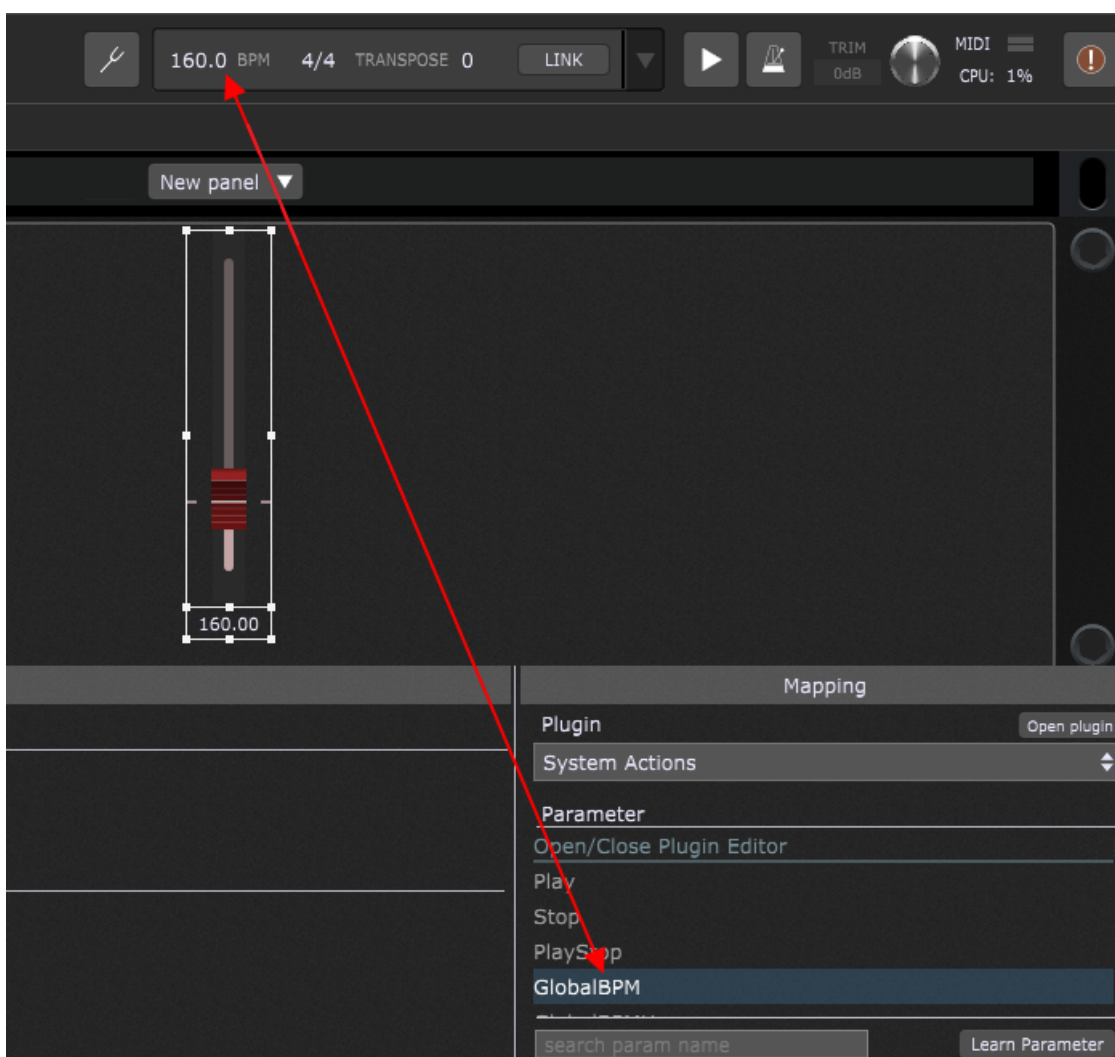 160.0 BPM 4/4 TRANSPOSE 0 LINK TRIM MIDI
0dB CPU: 1%
New panel
160.00
Mapping
Plugin Open plugin
System Actions
Parameter
Open/Close Plugin Editor
Play
Stop
PlayStop
GlobalBPM
search param name Learn Parameter